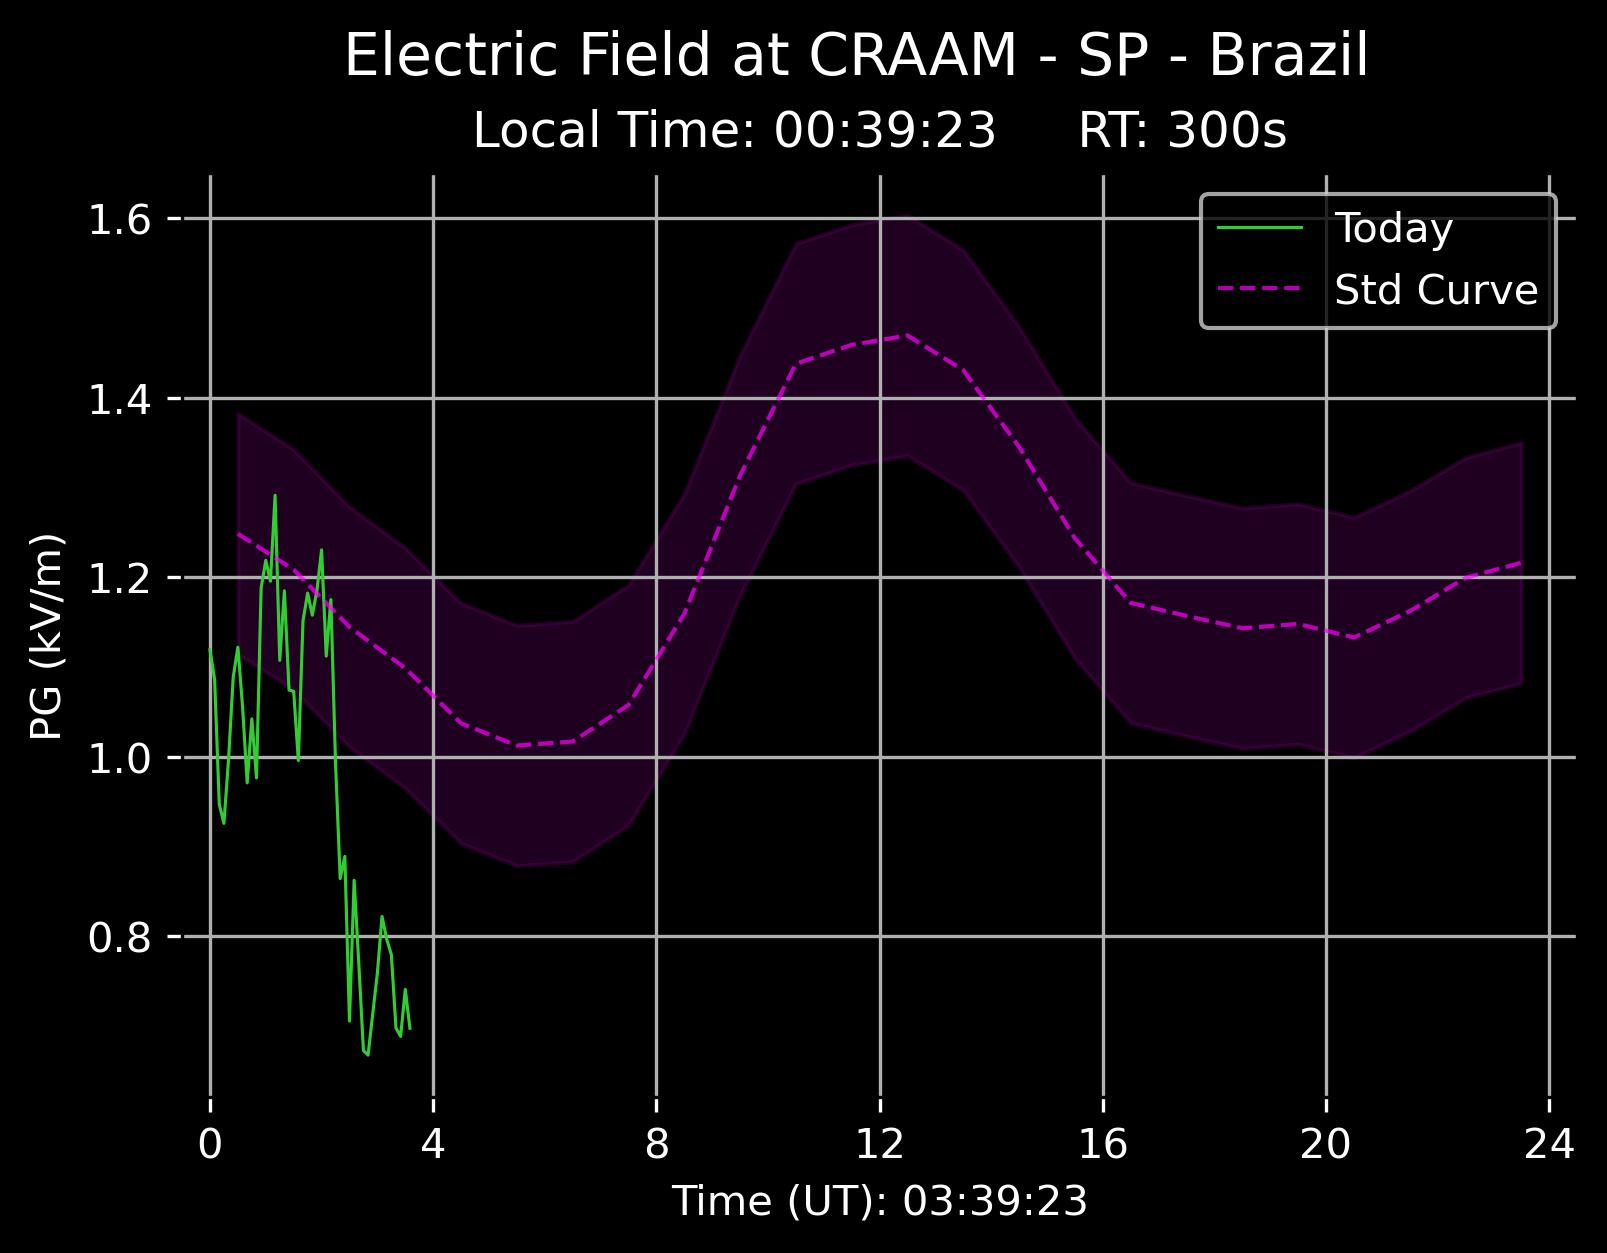 Electric Field at CRAAM - SP - Brazil
Local Time: 00:39:23 RT: 300s
Today
Std Curve
PG (kV/m)
1.6
1.4
1.2
1.0
0.8
0 4 8 12 16 20 24
Time (UT): 03:39:23